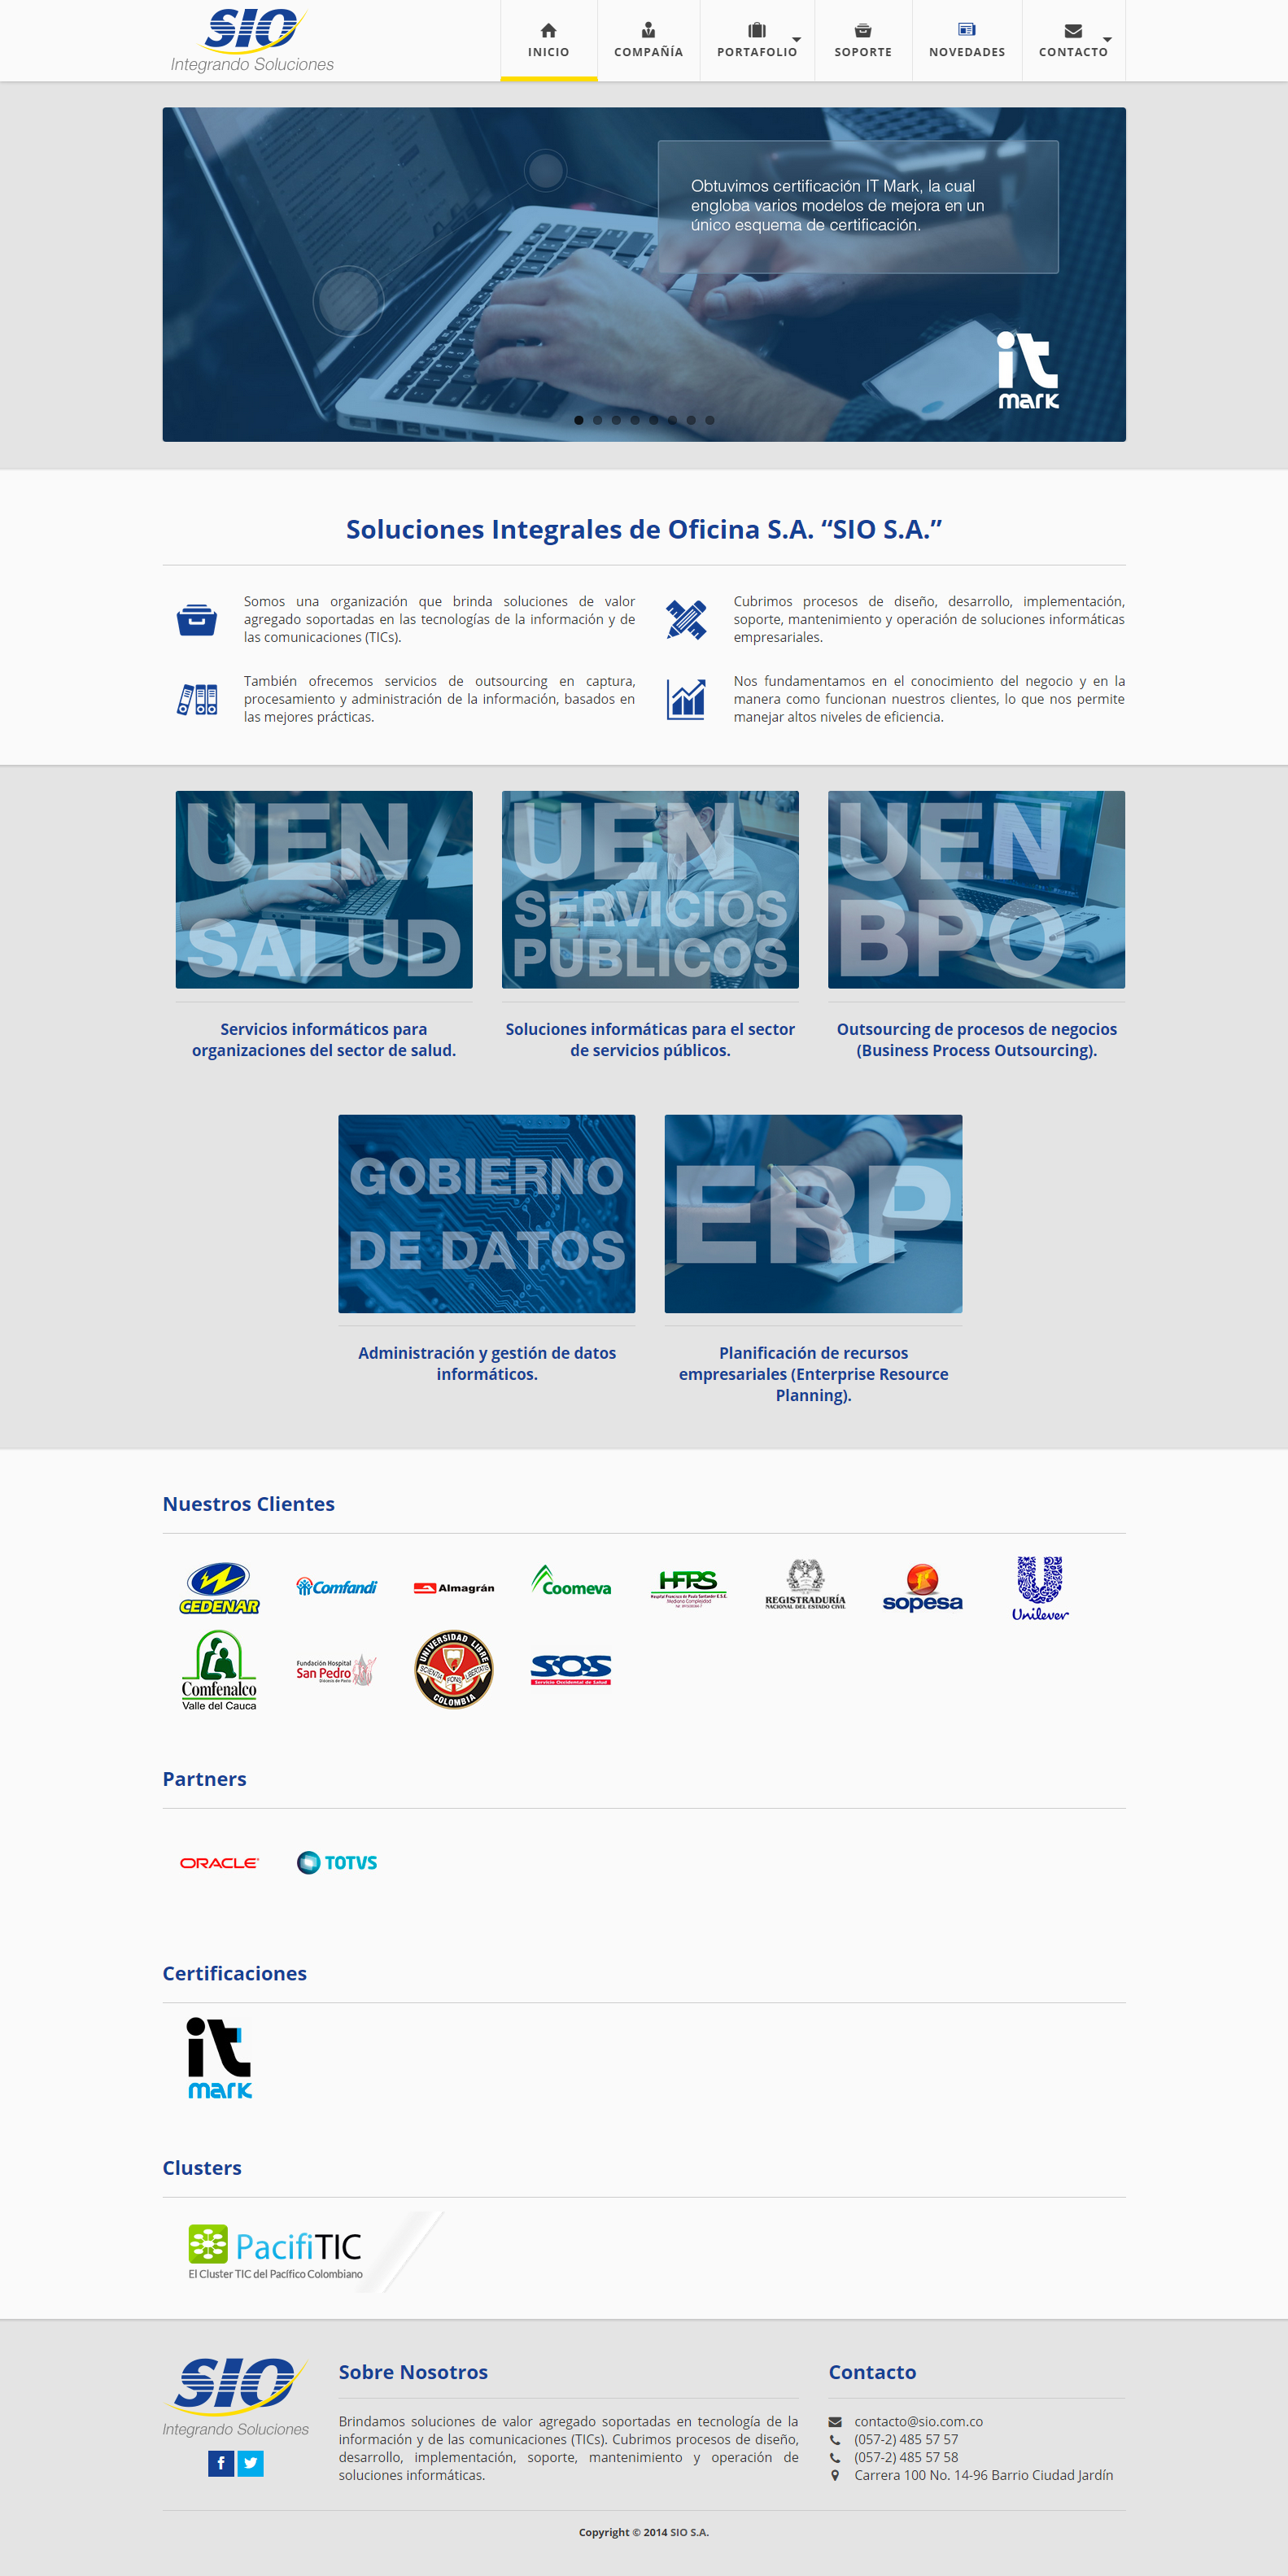 SIO
Integrando Soluciones
INICIO
COMPAÑÍA
PORTAFOLIO
SOPORTE
NOVEDADES
CONTACTO
Obtuvimos certificación IT Mark, la cual
engloba varios modelos de mejora en un
único esquema de certificación.
it
mark
Soluciones Integrales de Oficina S.A. “SIO S.A.”
Somos una organización que brinda soluciones de valor
agregado soportadas en las tecnologías de la información y de
las comunicaciones (TICs).
Cubrimos procesos de diseño, desarrollo, implementación,
soporte, mantenimiento y operación de soluciones informáticas
empresariales.
También ofrecemos servicios de outsourcing en captura,
procesamiento y administración de la información, basados en
las mejores prácticas.
Nos fundamentamos en el conocimiento del negocio y en la
manera como funcionan nuestros clientes, lo que nos permite
manejar altos niveles de eficiencia.
UEN
SALUD
UEN
SERVICIOS
PUBLICOS
UEN
BPO
Servicios informáticos para
organizaciones del sector de salud.
Soluciones informáticas para el sector
de servicios públicos.
Outsourcing de procesos de negocios
(Business Process Outsourcing).
GOBIERNO
DE DATOS
ERP
Administración y gestión de datos
informáticos.
Planificación de recursos
empresariales (Enterprise Resource
Planning).
Nuestros Clientes
CEDENAR
Comfandi
Almagrán
Coomeva
HFPS
Hospital Francisco de Paula Santander E.S.E.
Mediana Complejidad
REGISTRADURÍA
NACIONAL DEL ESTADO CIVIL
sopesa
Unilever
Comfenalco
Valle del Cauca
Fundación Hospital
San Pedro
UNIVERSIDAD LIBRE
COLOMBIA
SOS
Servicio Occidental de Salud
Partners
ORACLE
TOTVS
Certificaciones
it
mark
Clusters
PacifiTIC
El Cluster TIC del Pacífico Colombiano
SIO
Integrando Soluciones
Sobre Nosotros
Brindamos soluciones de valor agregado soportadas en tecnología de la
información y de las comunicaciones (TICs). Cubrimos procesos de diseño,
desarrollo, implementación, soporte, mantenimiento y operación de
soluciones informáticas.
Contacto
contacto@sio.com.co
(057-2) 485 57 57
(057-2) 485 57 58
Carrera 100 No. 14-96 Barrio Ciudad Jardín
Copyright © 2014 SIO S.A.